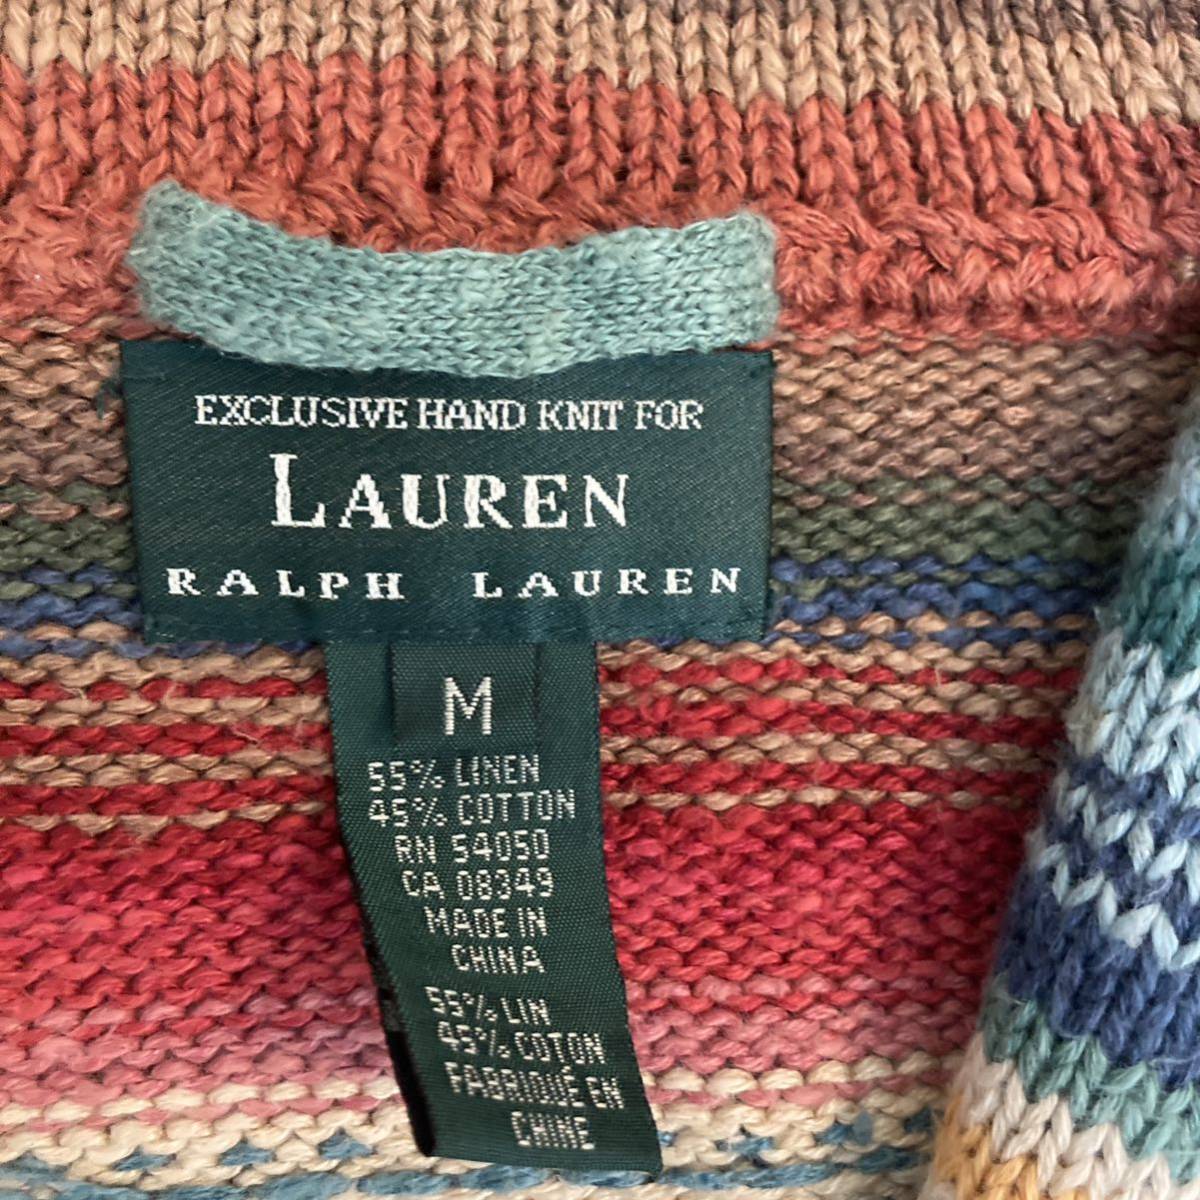 EXCLUSIVE HAND KNIT FOR
LAUREN
RALPH LAUREN
M
55% LINEN
45% COTTON
RN 54050
CA 08349
MADE IN
CHINA
55% LIN
45% COTON
FABRIQUÉ EN
CHINE